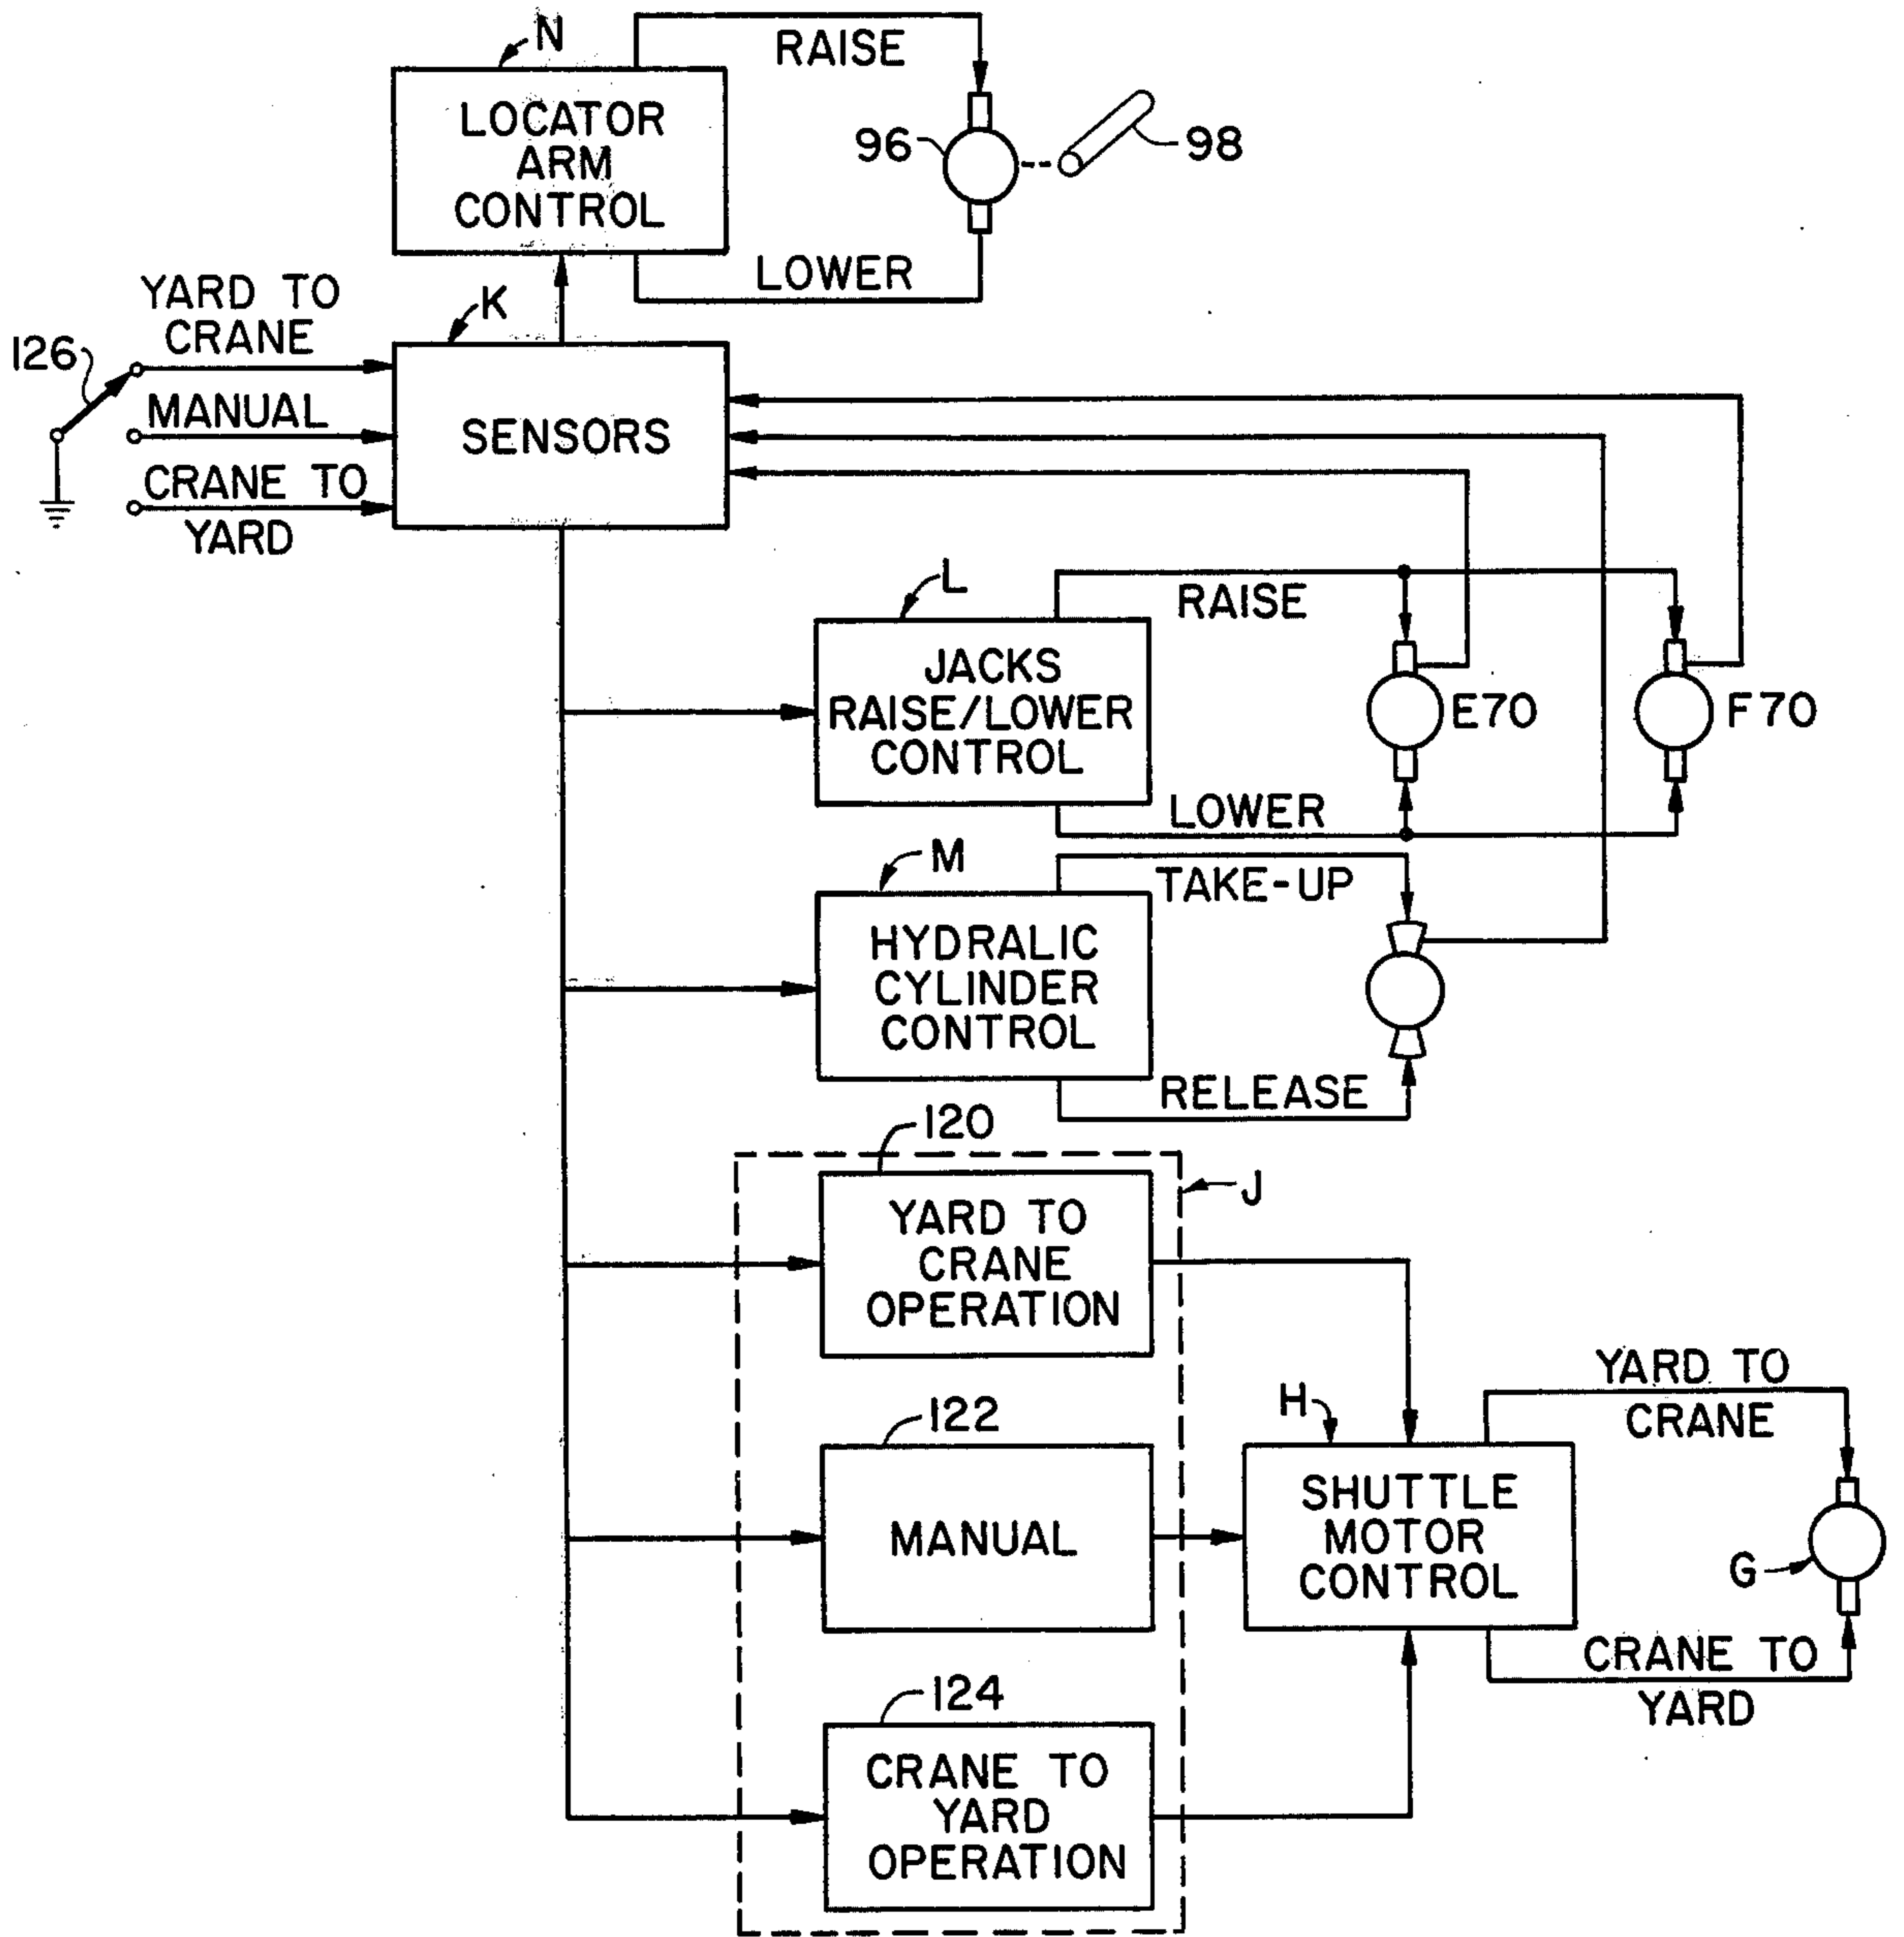 N
RAISE
LOCATOR
ARM
CONTROL
96
98
LOWER
YARD TO
CRANE
K
126
MANUAL
SENSORS
CRANE TO
YARD
L
RAISE
JACKS
RAISE/LOWER
CONTROL
E70
F70
LOWER
M
TAKE-UP
HYDRALIC
CYLINDER
CONTROL
RELEASE
120
J
YARD TO
CRANE
OPERATION
122
MANUAL
H
SHUTTLE
MOTOR
CONTROL
YARD TO
CRANE
G
CRANE TO
YARD
124
CRANE TO
YARD
OPERATION